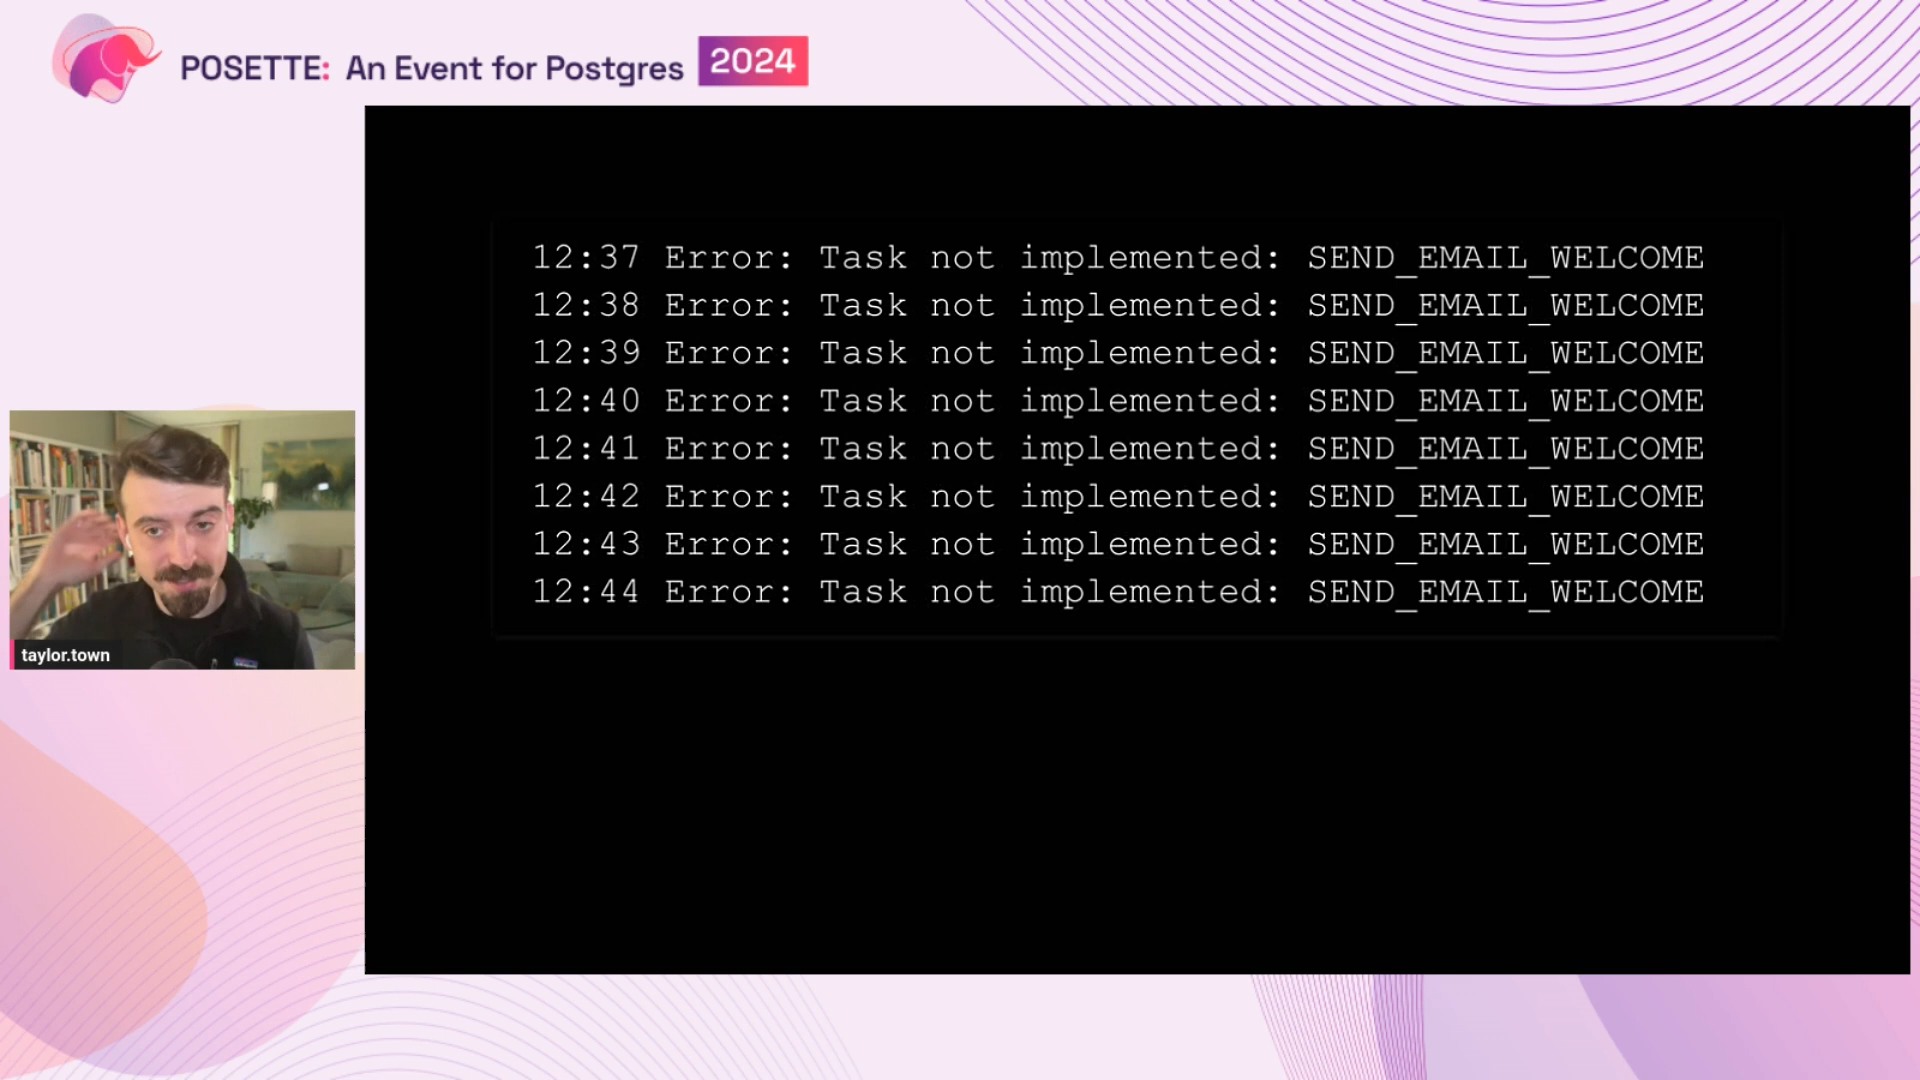 POSETTE: An Event for Postgres 2024
12:37 Error: Task not implemented: SEND_EMAIL_WELCOME
12:38 Error: Task not implemented: SEND_EMAIL_WELCOME
12:39 Error: Task not implemented: SEND_EMAIL_WELCOME
12:40 Error: Task not implemented: SEND_EMAIL_WELCOME
12:41 Error: Task not implemented: SEND_EMAIL_WELCOME
12:42 Error: Task not implemented: SEND_EMAIL_WELCOME
12:43 Error: Task not implemented: SEND_EMAIL_WELCOME
12:44 Error: Task not implemented: SEND_EMAIL_WELCOME
taylor.town